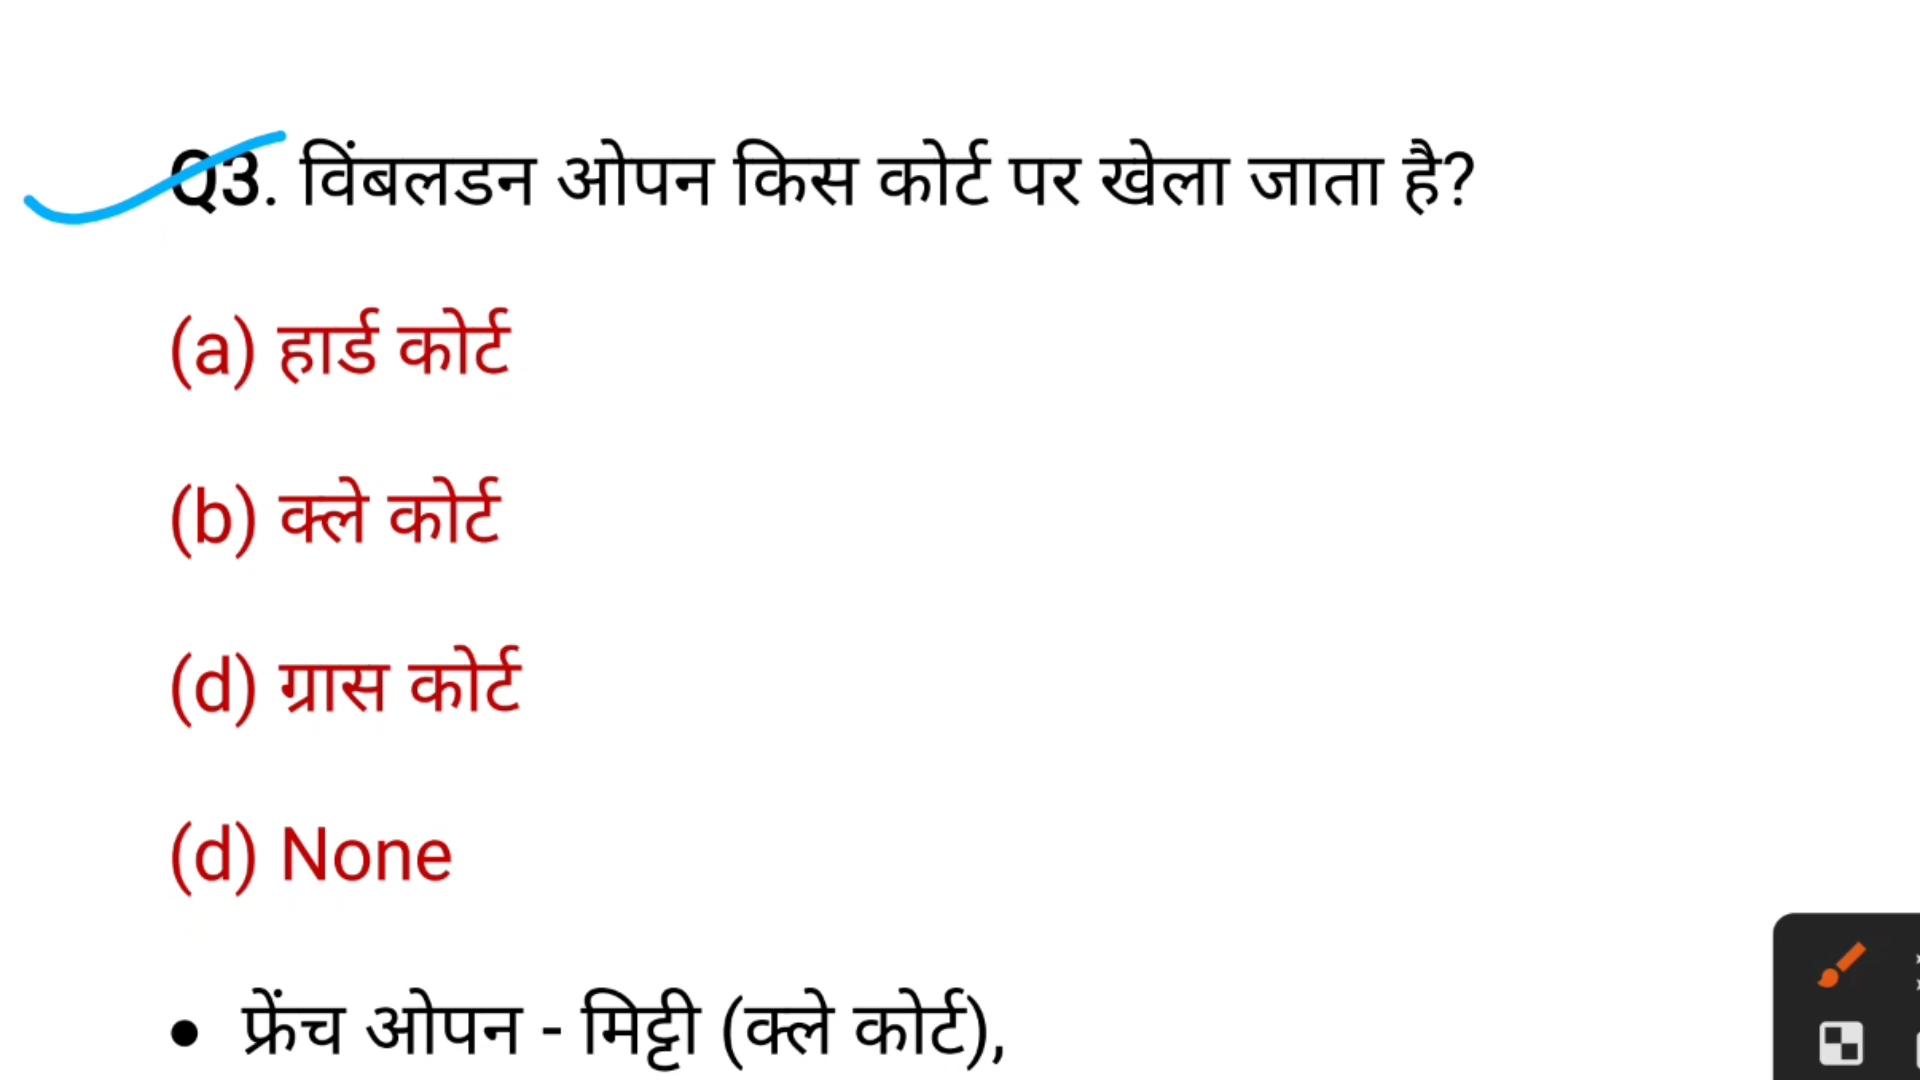 Q3. विंबलडन ओपन किस कोर्ट पर खेला जाता है?
(a) हार्ड कोर्ट
(b) क्ले कोर्ट
(d) ग्रास कोर्ट
(d) None
• फ्रेंच ओपन - मिट्टी (क्ले कोर्ट),